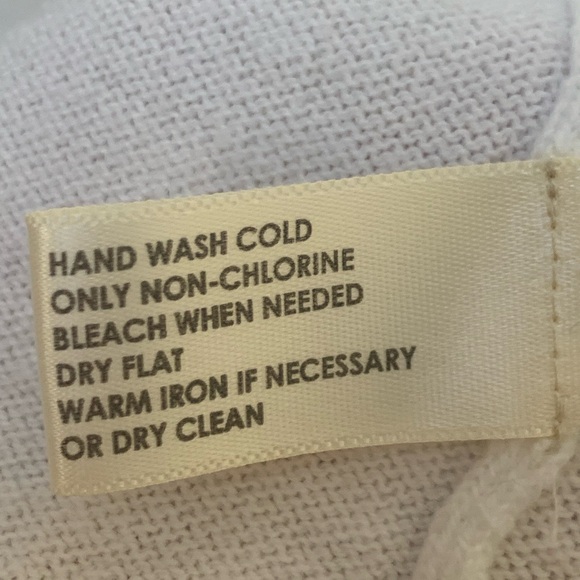 HAND WASH COLD
ONLY NON-CHLORINE
BLEACH WHEN NEEDED
DRY FLAT
WARM IRON IF NECESSARY
OR DRY CLEAN